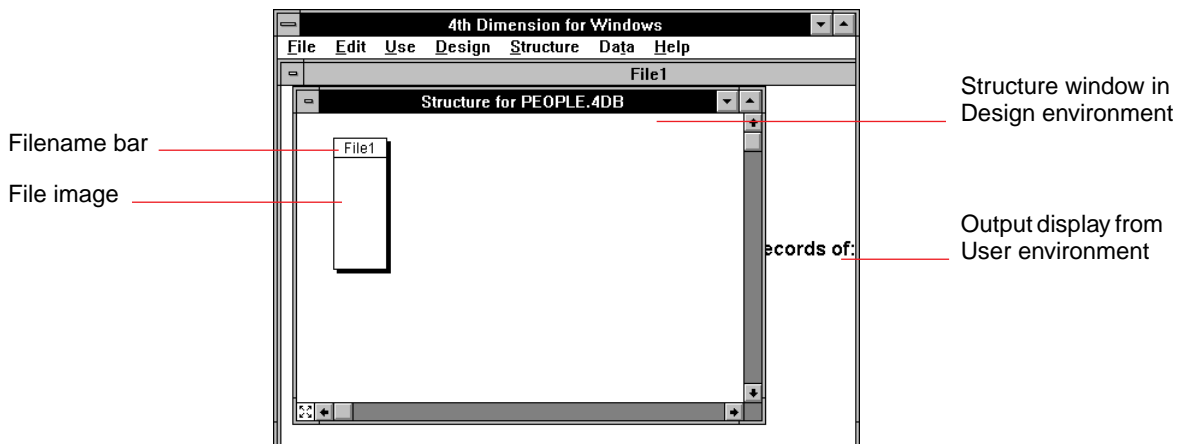 4th Dimension for Windows
File Edit Use Design Structure Data Help
File1
Structure for PEOPLE.4DB
Structure window in
Design environment
Filename bar
File1
File image
Output display from
User environment
ecords of: